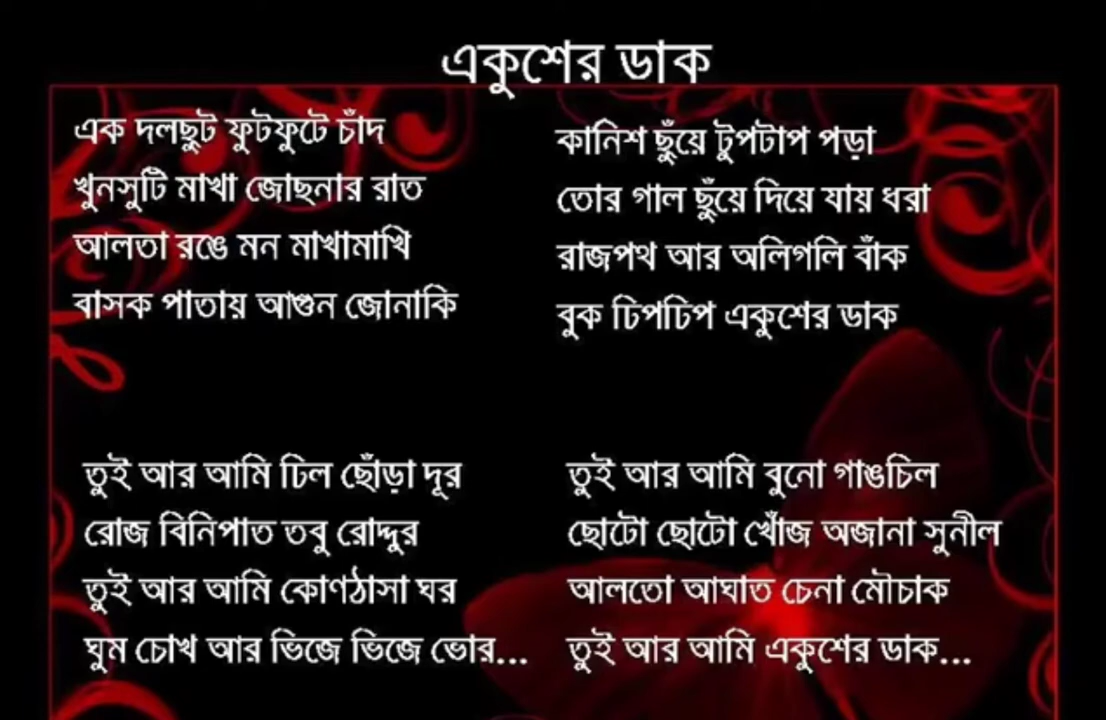 একুশের ডাক
এক দলছুট ফুটফুটে চাঁদ
খুনসুটি মাখা জোছনার রাত
আলতা রঙে মন মাখামাখি
বাসক পাতায় আগুন জোনাকি
তুই আর আমি ঢিল ছোঁড়া দূর
রোজ বিনিপাত তবু রোদ্দুর
তুই আর আমি কোণঠাসা ঘর
ঘুম চোখ আর ভিজে ভিজে ভোর...
কানিশ ছুঁয়ে টুপটাপ পড়া
তোর গাল ছুঁয়ে দিয়ে যায় ধরা
রাজপথ আর অলিগলি বাঁক
বুক ঢিপঢিপ একুশের ডাক
তুই আর আমি বুনো গাঙচিল
ছোটো ছোটো খোঁজ অজানা সুনীল
আলতো আঘাত চেনা মৌচাক
তুই আর আমি একুশের ডাক...